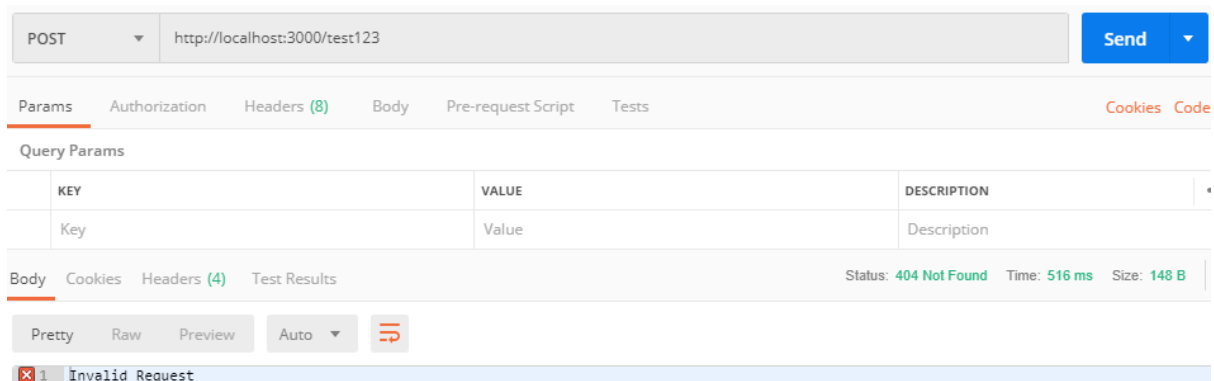 POST http://localhost:3000/test123 Send
Params Authorization Headers (8) Body Pre-request Script Tests Cookies Code
Query Params
KEY VALUE DESCRIPTION
Key Value Description
Body Cookies Headers (4) Test Results Status: 404 Not Found Time: 516 ms Size: 148 B
Pretty Raw Preview Auto
1 Invalid Request